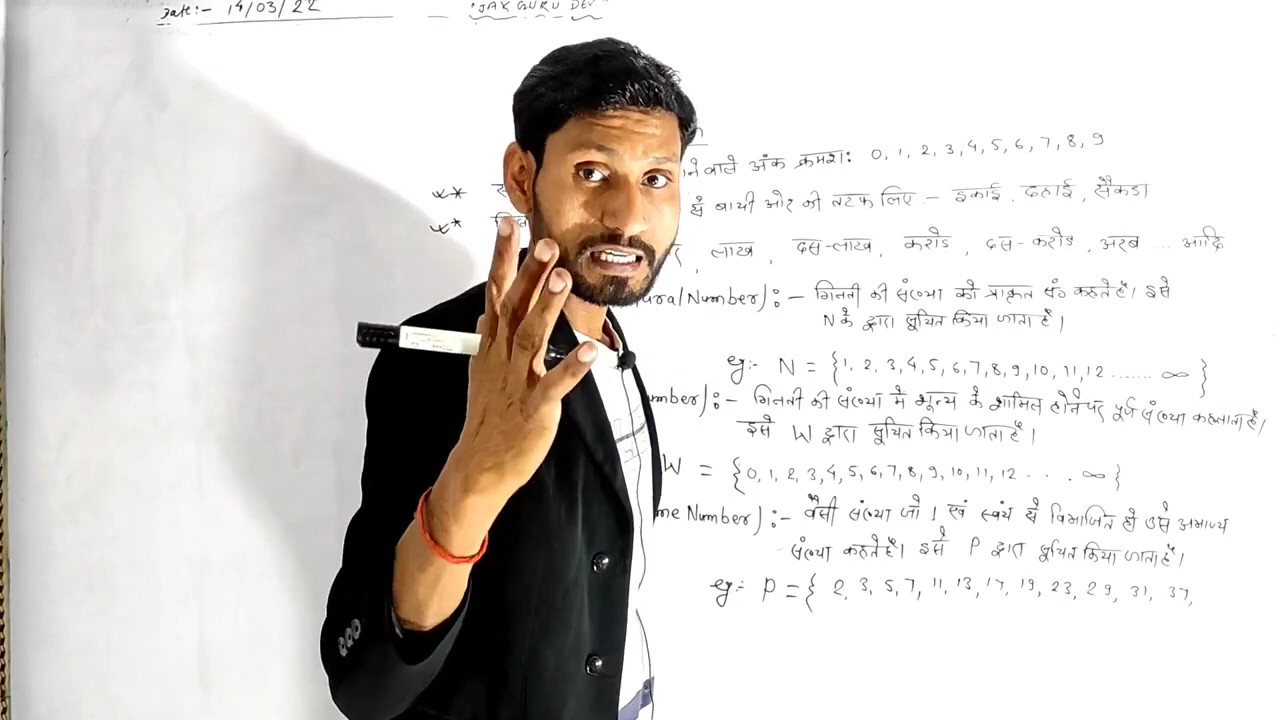 Date:- 14/03/22
"JAY GURU DEV"
वाले अंक क्रमश: 0, 1, 2, 3, 4, 5, 6, 7, 8, 9
** से बायी ओर की तरफ लिए - इकाई, दहाई, सैकडा
** लाख, दस-लाख, करोड, दस-करोड, अरब ... आदि
Number):- गिनती की संख्या को प्राकृत सं० कहते हैं। इसे
N के द्वारा सूचित किया जाता है।
eg:- N = {1, 2, 3, 4, 5, 6, 7, 8, 9, 10, 11, 12 ....... ∞ }
):- गिनती की संख्या में शून्य के शामिल होने पर पूर्ण संख्या कहलाता है।
इसे W द्वारा सूचित किया जाता है।
W = {0, 1, 2, 3, 4, 5, 6, 7, 8, 9, 10, 11, 12 . . . ∞ }
Number):- वैसी संख्या जो 1 एवं स्वयं से विभाजित हो उसे अभाज्य
संख्या कहते हैं। इसे P द्वारा सूचित किया जाता है।
eg:- P = { 2, 3, 5, 7, 11, 13, 17, 19, 23, 29, 31, 37,